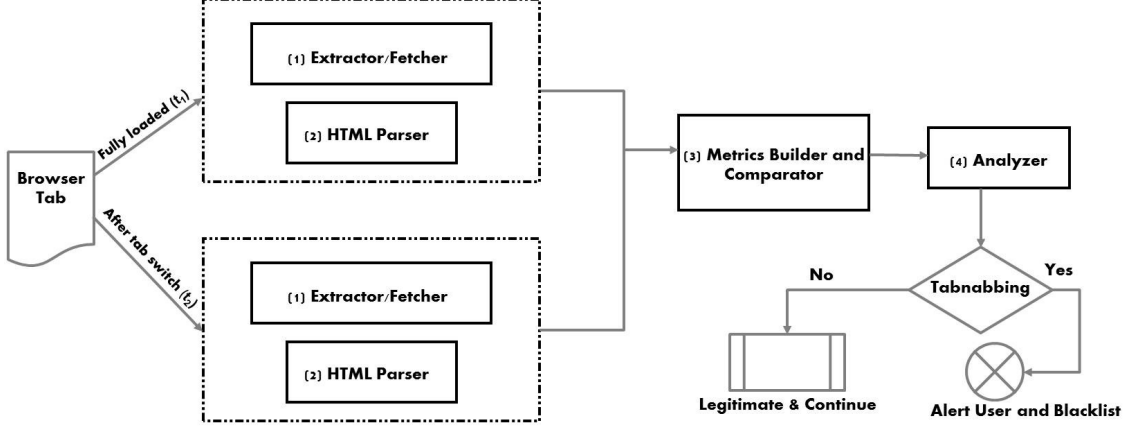 (1) Extractor/Fetcher
(2) HTML Parser
Fully loaded (t1)
Browser
Tab
After tab switch (t2)
(1) Extractor/Fetcher
(2) HTML Parser
(3) Metrics Builder and
Comparator
(4) Analyzer
Tabnabbing
No
Yes
Legitimate & Continue
Alert User and Blacklist